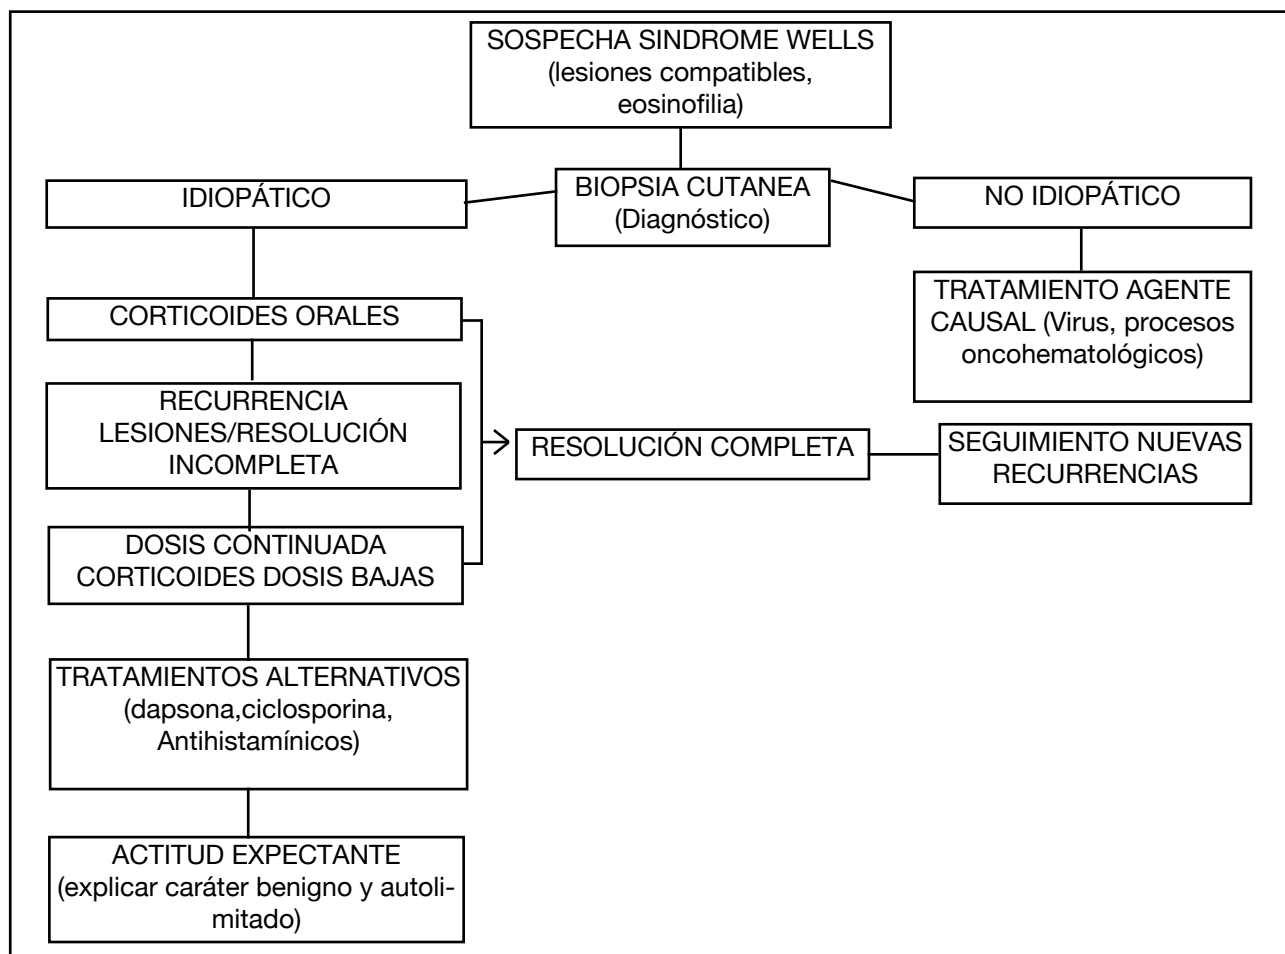 SOSPECHA SINDROME WELLS
(lesiones compatibles,
eosinofilia)
BIOPSIA CUTANEA
(Diagnóstico)
IDIOPÁTICO
NO IDIOPÁTICO
CORTICOIDES ORALES
TRATAMIENTO AGENTE
CAUSAL (Virus, procesos
oncohematológicos)
RECURRENCIA
LESIONES/RESOLUCIÓN
INCOMPLETA
RESOLUCIÓN COMPLETA
SEGUIMIENTO NUEVAS
RECURRENCIAS
DOSIS CONTINUADA
CORTICOIDES DOSIS BAJAS
TRATAMIENTOS ALTERNATIVOS
(dapsona,ciclosporina,
Antihistamínicos)
ACTITUD EXPECTANTE
(explicar caráter benigno y autoli-
mitado)